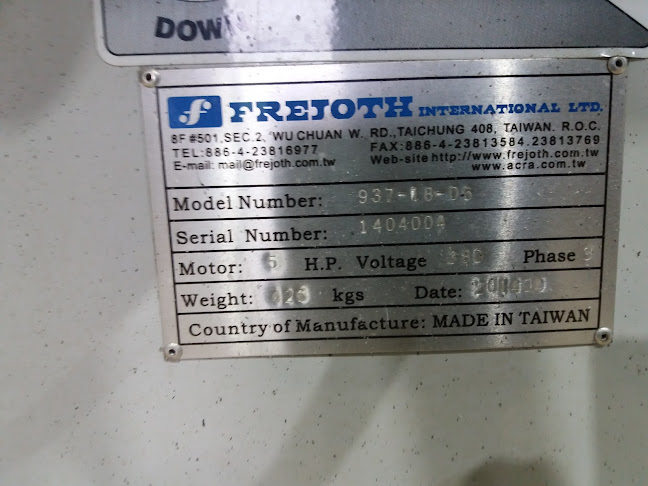 DOWN
FREJOTH INTERNATIONAL LTD.
8F #501,SEC.2, WU CHUAN W. RD.,TAICHUNG 408, TAIWAN. R.O.C.
TEL:886-4-23816977 FAX:886-4-23813584.23813769
E-mail: mail@frejoth.com.tw Web-site http://www.frejoth.com.tw
www.acra.com.tw
Model Number:
Serial Number:
Motor: 5 H.P. Voltage Phase
Weight: kgs Date:
Country of Manufacture: MADE IN TAIWAN